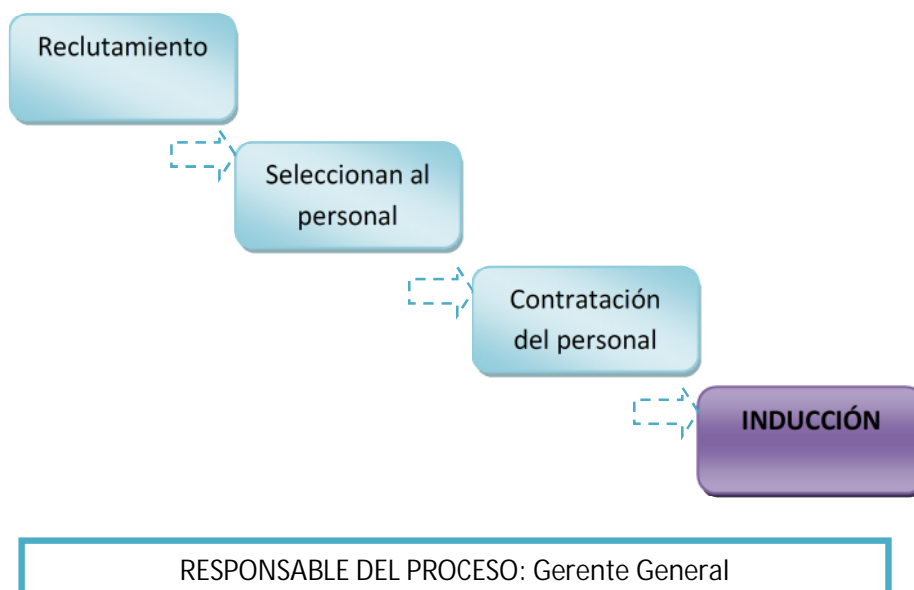 Reclutamiento
Seleccionan al
personal
Contratación
del personal
INDUCCIÓN
RESPONSABLE DEL PROCESO: Gerente General